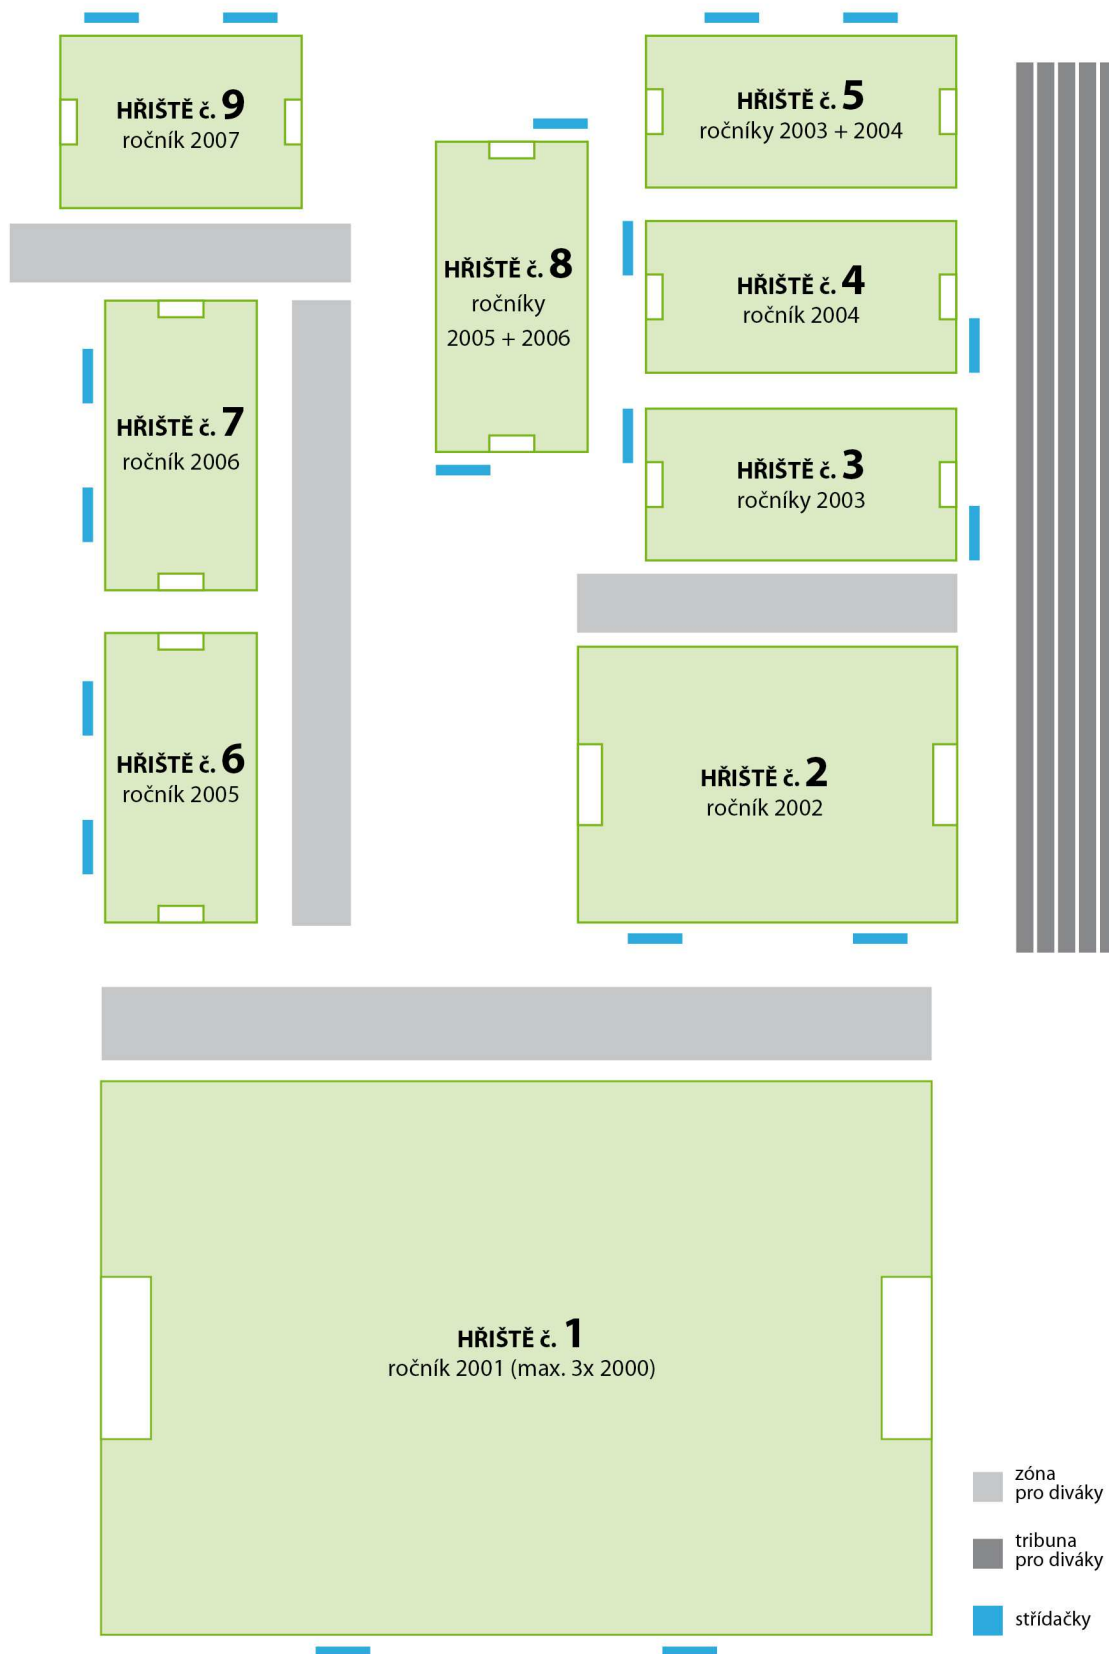 HŘIŠTĚ č. 9
ročník 2007
HŘIŠTĚ č. 5
ročníky 2003 + 2004
HŘIŠTĚ č. 8
ročníky
2005 + 2006
HŘIŠTĚ č. 4
ročník 2004
HŘIŠTĚ č. 7
ročník 2006
HŘIŠTĚ č. 3
ročníky 2003
HŘIŠTĚ č. 6
ročník 2005
HŘIŠTĚ č. 2
ročník 2002
HŘIŠTĚ č. 1
ročník 2001 (max. 3x 2000)
zóna
pro diváky
tribuna
pro diváky
střídačky